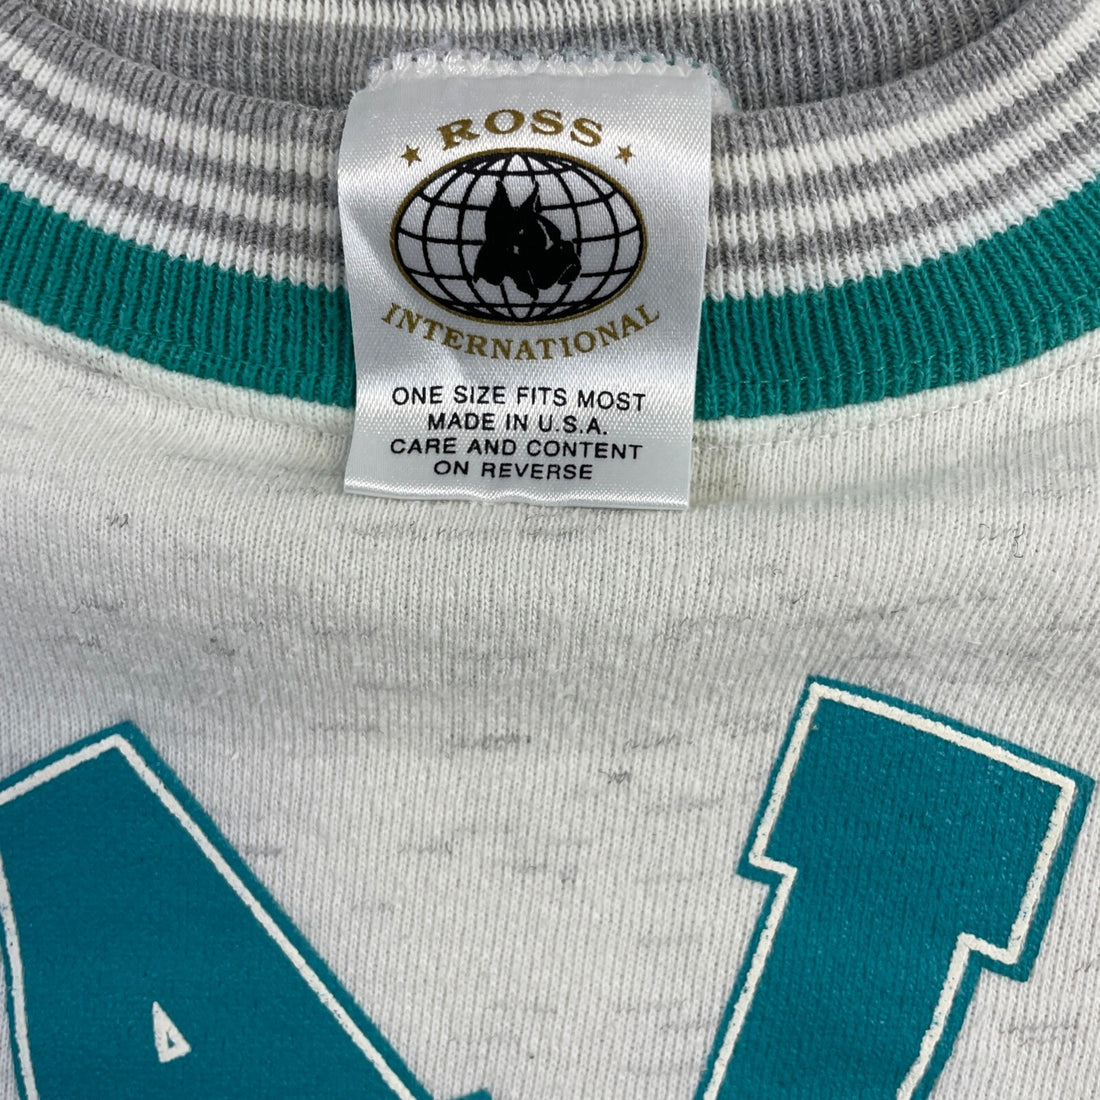 ROSS
INTERNATIONAL
ONE SIZE FITS MOST
MADE IN U.S.A.
CARE AND CONTENT
ON REVERSE